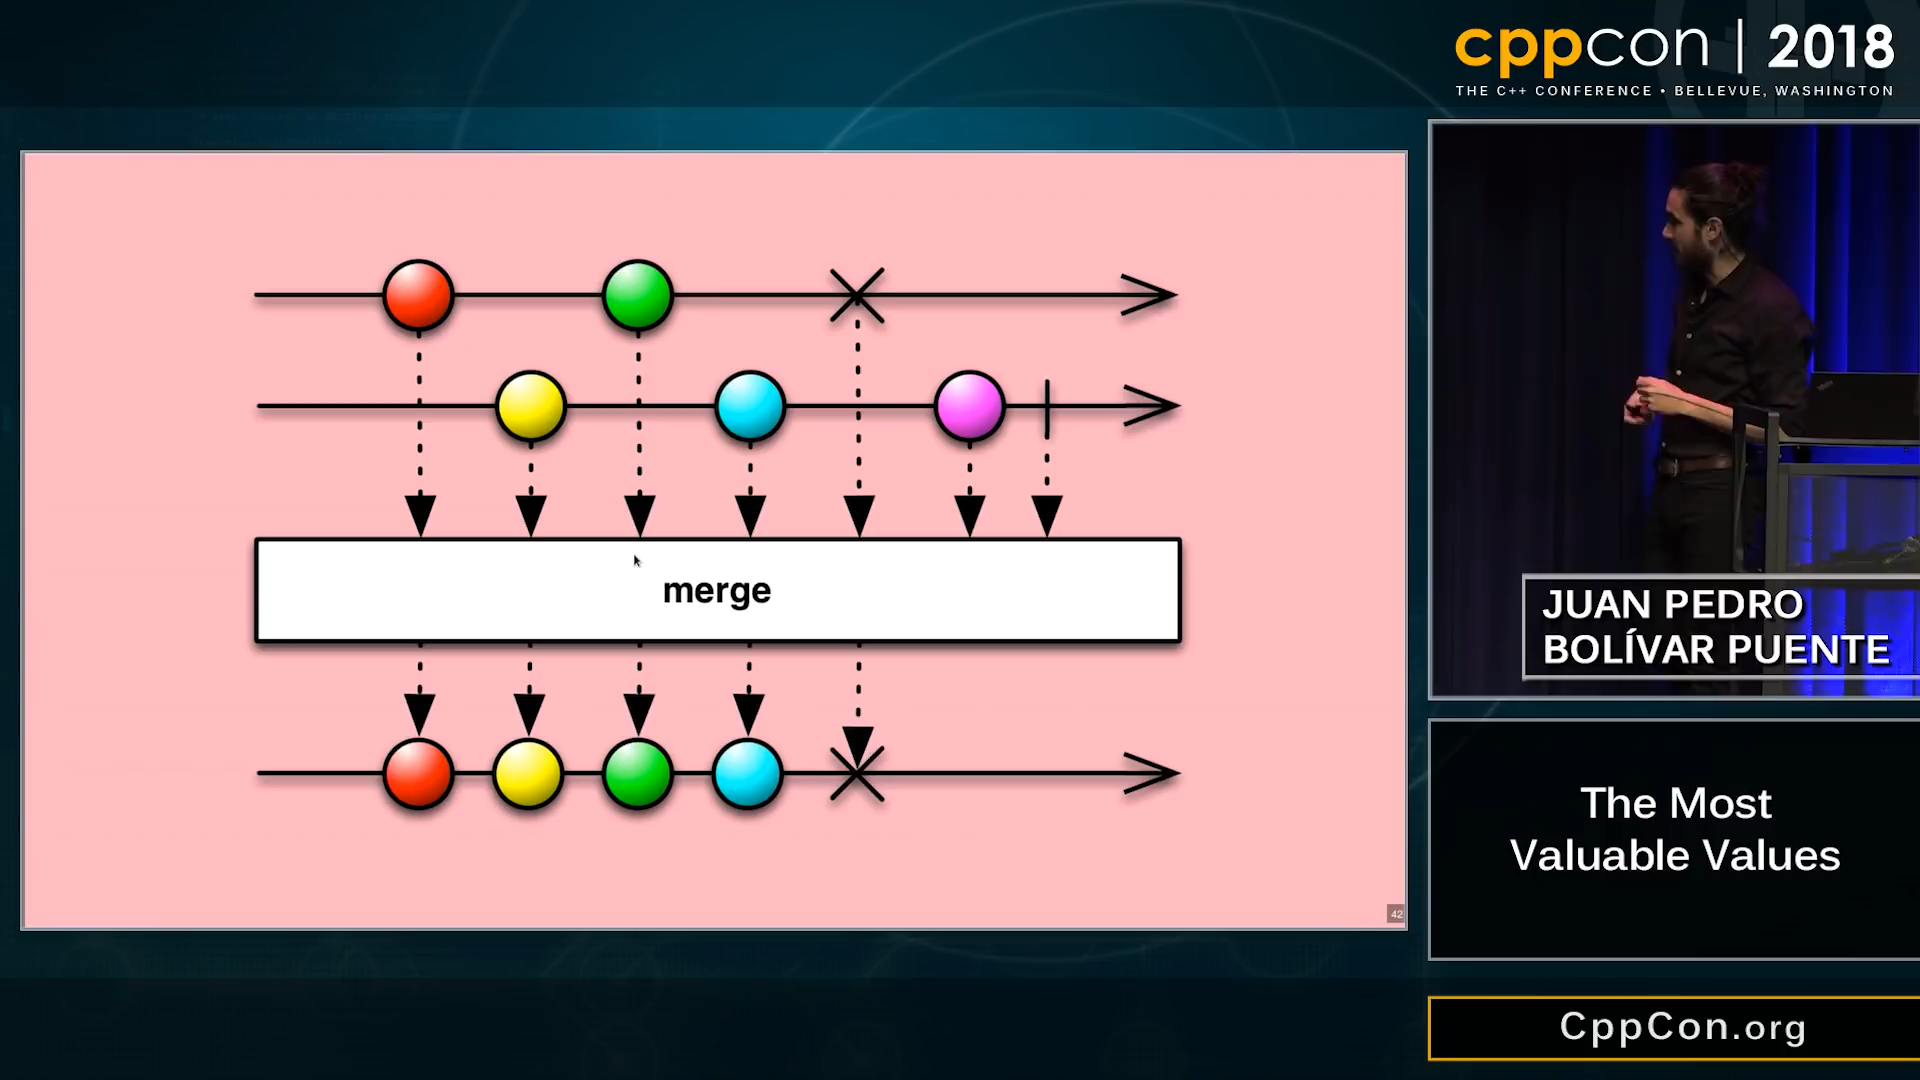 cppcon | 2018
THE C++ CONFERENCE • BELLEVUE, WASHINGTON
merge
42
JUAN PEDRO
BOLÍVAR PUENTE
The Most
Valuable Values
CppCon.org